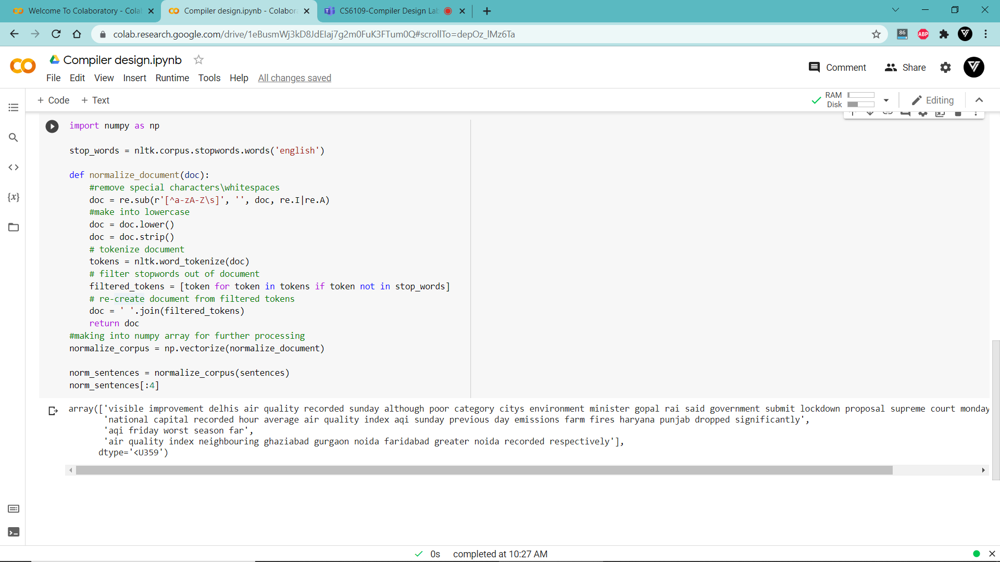 Welcome To Colaboratory - Cola
Compiler design.ipynb - Colabora
CS6109-Compiler Design Lab
colab.research.google.com/drive/1eBusmWj3kD8JdEIaj7g2m0FuK3FTum0Q#scrollTo=depOz_lMz6Ta
86
ABP
CO
Compiler design.ipynb
Comment
Share
File Edit View Insert Runtime Tools Help All changes saved
+ Code + Text
RAM
Disk
Editing
import numpy as np
stop_words = nltk.corpus.stopwords.words('english')
def normalize_document(doc):
#remove special characters\whitespaces
doc = re.sub(r'[^a-zA-Z\s]', '', doc, re.I|re.A)
#make into lowercase
doc = doc.lower()
doc = doc.strip()
# tokenize document
tokens = nltk.word_tokenize(doc)
# filter stopwords out of document
filtered_tokens = [token for token in tokens if token not in stop_words]
# re-create document from filtered tokens
doc = ' '.join(filtered_tokens)
return doc
#making into numpy array for further processing
normalize_corpus = np.vectorize(normalize_document)
norm_sentences = normalize_corpus(sentences)
norm_sentences[:4]
array(['visible improvement delhis air quality recorded sunday although poor category citys environment minister gopal rai said government submit lockdown proposal supreme court monday
'national capital recorded hour average air quality index aqi sunday previous day emissions farm fires haryana punjab dropped significantly',
'aqi friday worst season far',
'air quality index neighbouring ghaziabad gurgaon noida faridabad greater noida recorded respectively'],
dtype='<U359')
0s completed at 10:27 AM